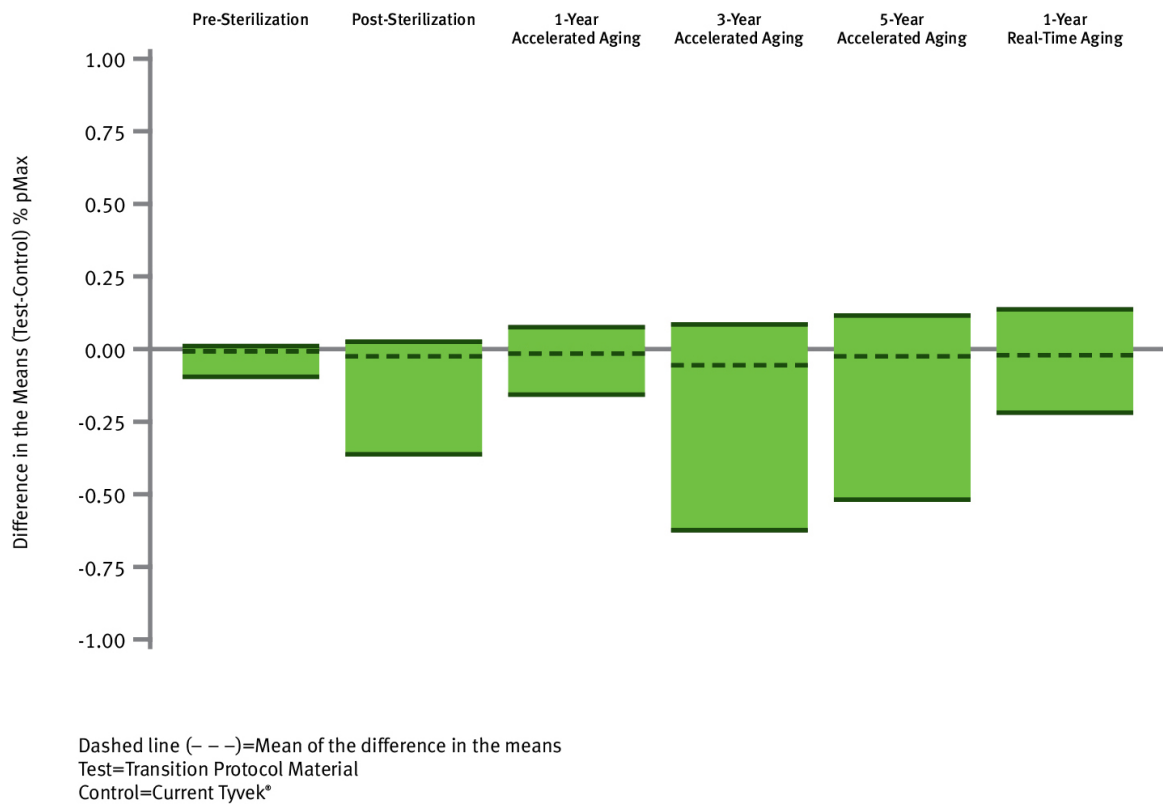 Pre-Sterilization
Post-Sterilization
1-Year
Accelerated Aging
3-Year
Accelerated Aging
5-Year
Accelerated Aging
1-Year
Real-Time Aging
Difference in the Means (Test-Control) % pMax
1.00
0.75
0.50
0.25
0.00
-0.25
-0.50
-0.75
-1.00
Dashed line (– – –)=Mean of the difference in the means
Test=Transition Protocol Material
Control=Current Tyvek®